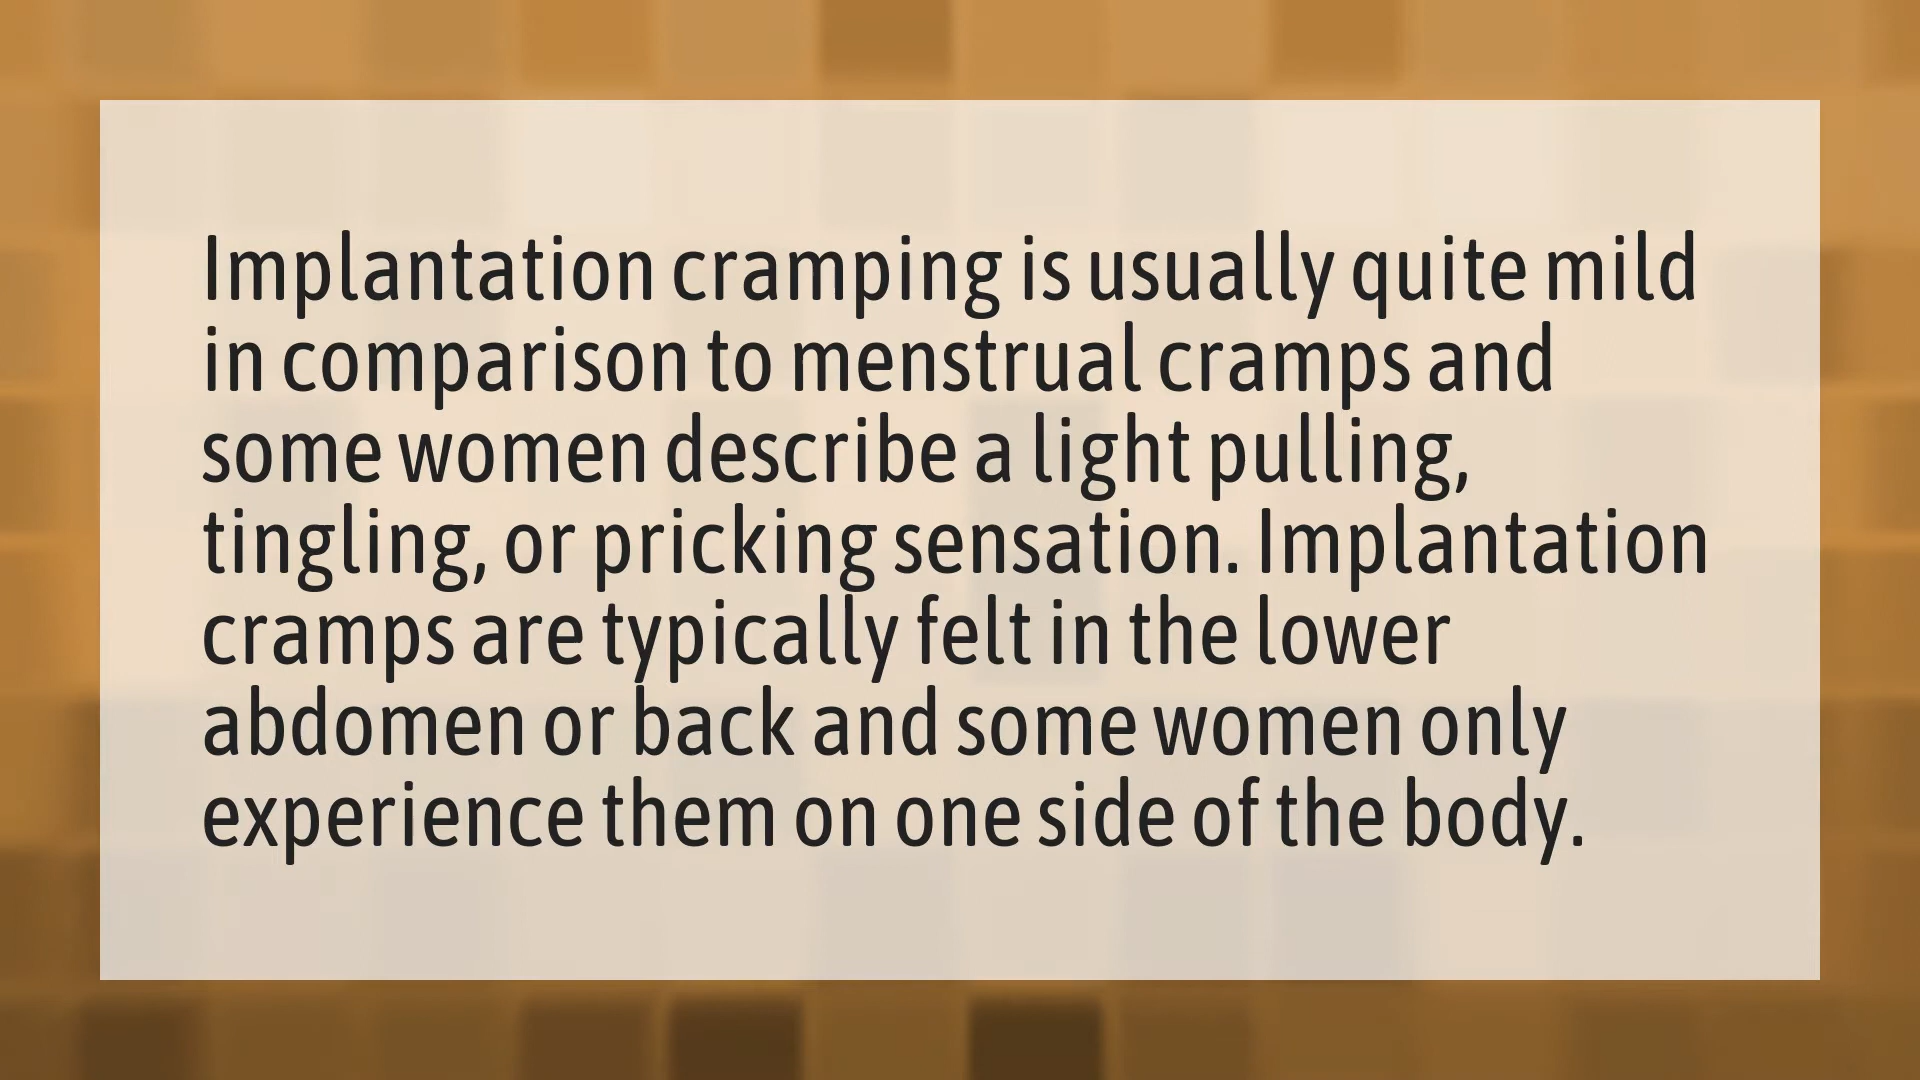 Implantation cramping is usually quite mild
in comparison to menstrual cramps and
some women describe a light pulling,
tingling, or pricking sensation. Implantation
cramps are typically felt in the lower
abdomen or back and some women only
experience them on one side of the body.